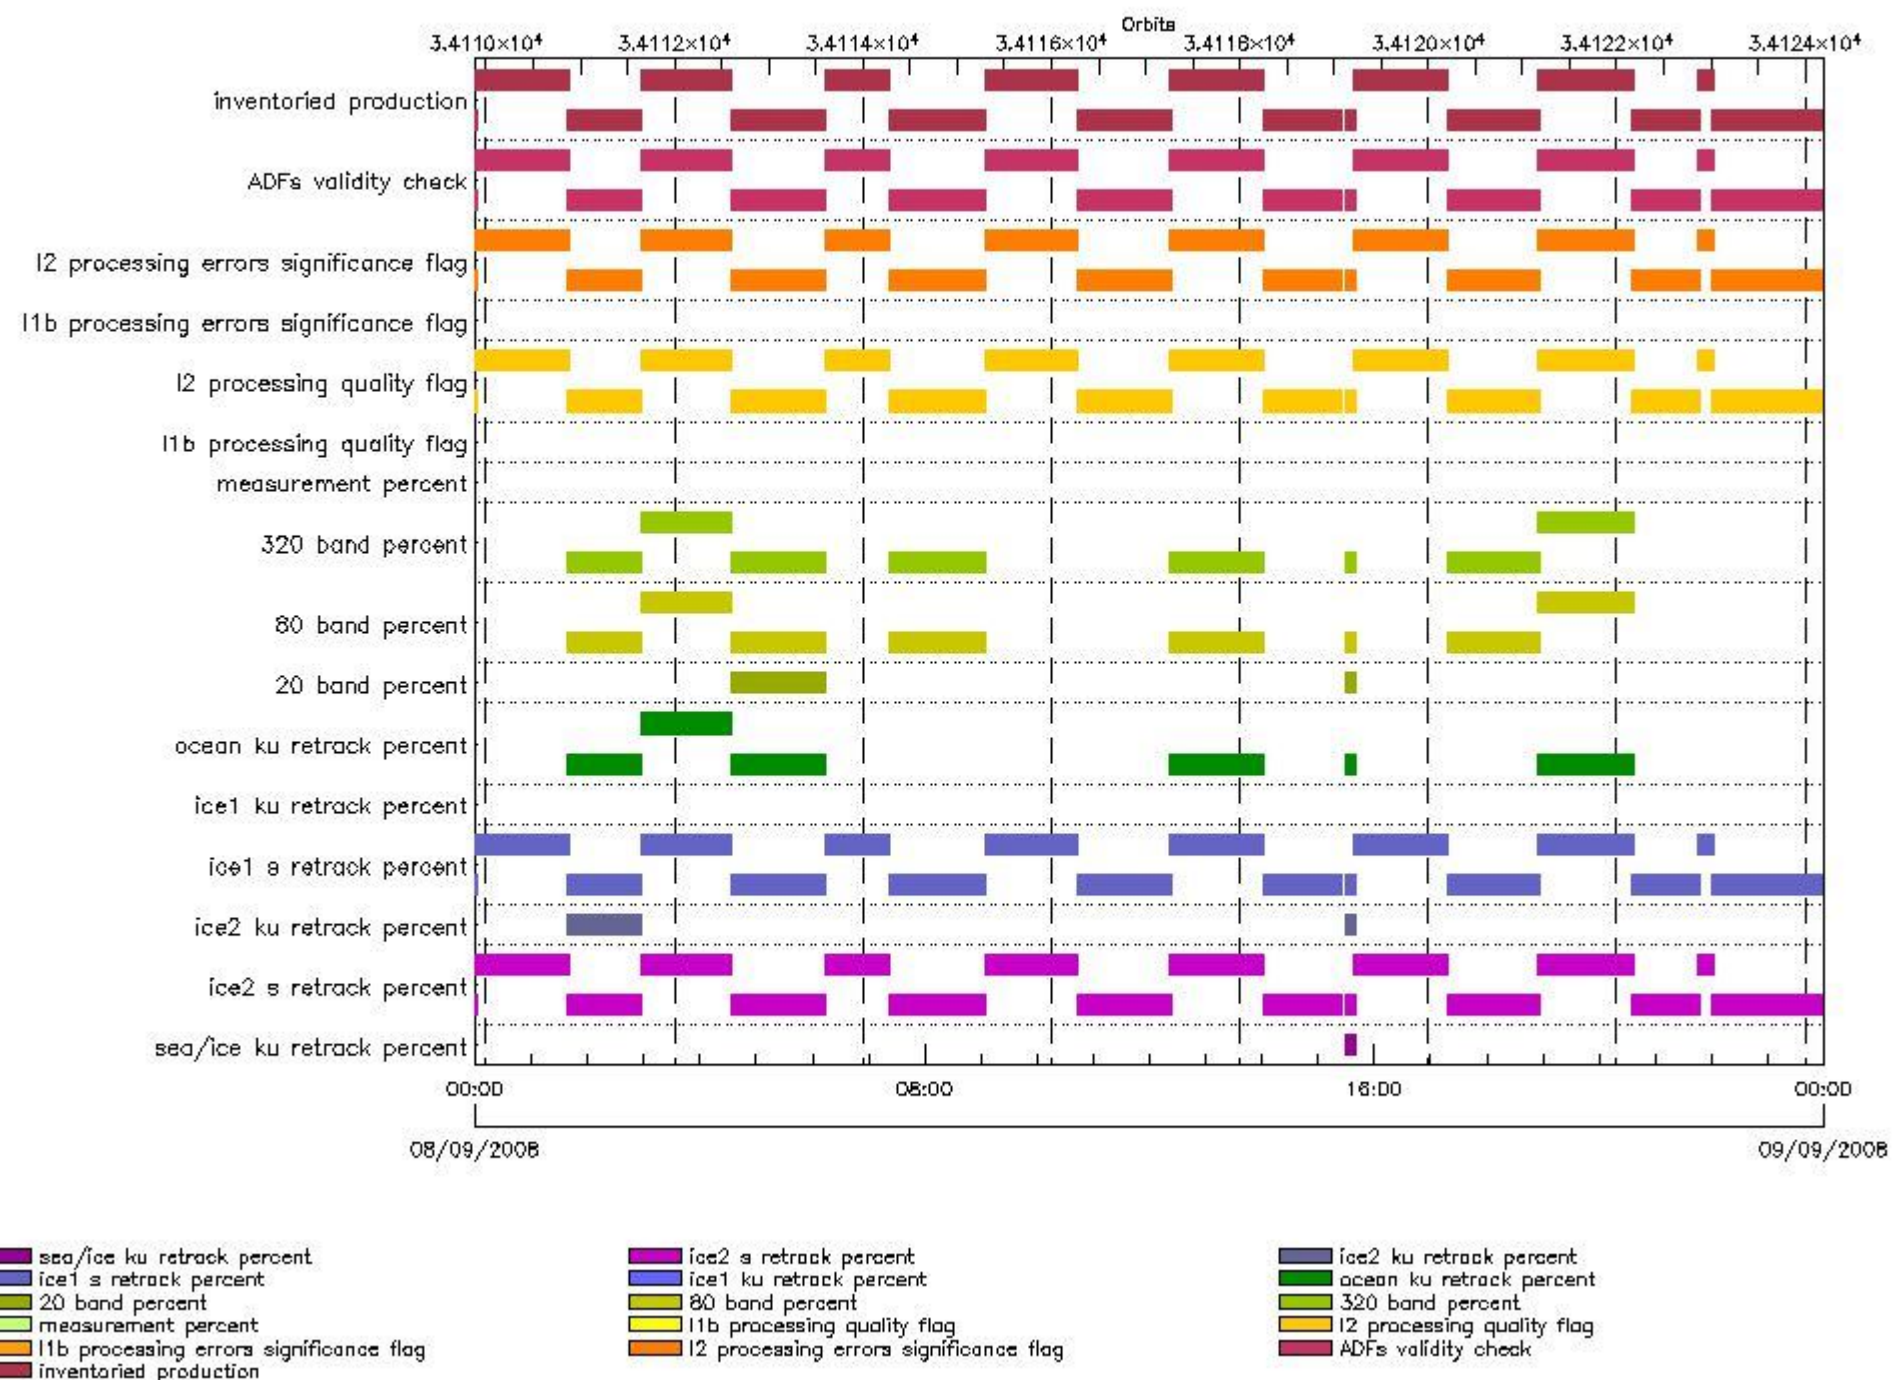 Orbits
3.4110×10⁴ 3.4112×10⁴ 3.4114×10⁴ 3.4116×10⁴ 3.4118×10⁴ 3.4120×10⁴ 3.4122×10⁴ 3.4124×10⁴
inventoried production
ADFs validity check
l2 processing errors significance flag
l1b processing errors significance flag
l2 processing quality flag
l1b processing quality flag
measurement percent
320 band percent
80 band percent
20 band percent
ocean ku retrack percent
ice1 ku retrack percent
ice1 s retrack percent
ice2 ku retrack percent
ice2 s retrack percent
sea/ice ku retrack percent
00:00 08:00 16:00 00:00
08/09/2008 09/09/2008
sea/ice ku retrack percent ice2 s retrack percent ice2 ku retrack percent
ice1 s retrack percent ice1 ku retrack percent ocean ku retrack percent
20 band percent 80 band percent 320 band percent
measurement percent l1b processing quality flag l2 processing quality flag
l1b processing errors significance flag l2 processing errors significance flag ADFs validity check
inventoried production